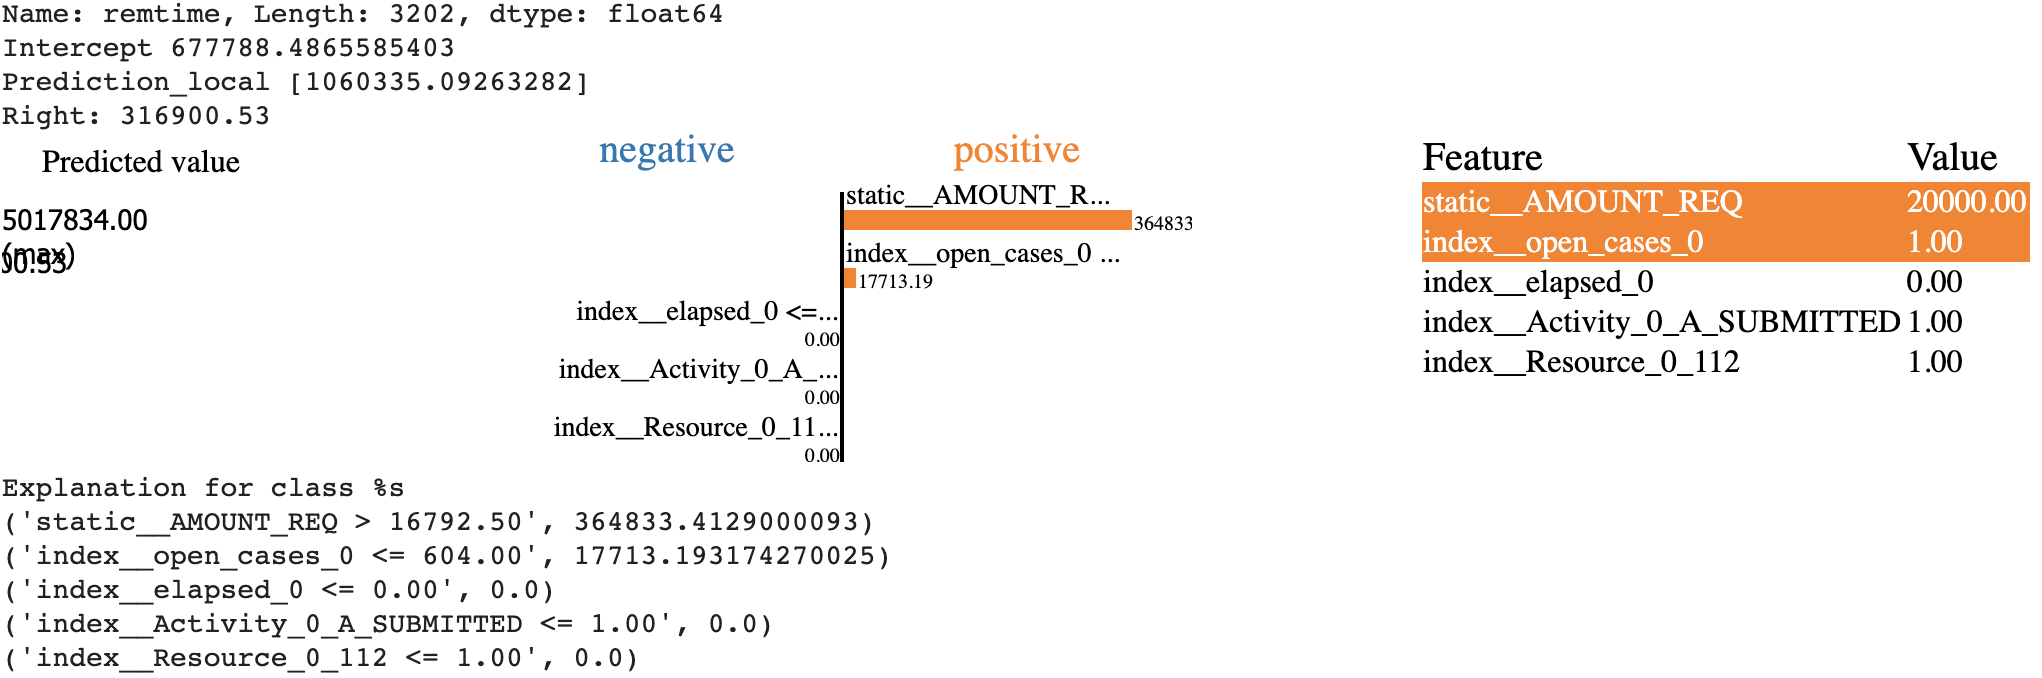 Name: remtime, Length: 3202, dtype: float64
Intercept 677788.4865585403
Prediction_local [1060335.09263282]
Right: 316900.53
Predicted value
5017834.00
(max)
00.53
negative
positive
static__AMOUNT_R...
364833
index__open_cases_0 ...
17713.19
index__elapsed_0 <=...
0.00
index__Activity_0_A_...
0.00
index__Resource_0_11...
0.00
Feature Value
static__AMOUNT_REQ 20000.00
index__open_cases_0 1.00
index__elapsed_0 0.00
index__Activity_0_A_SUBMITTED 1.00
index__Resource_0_112 1.00
Explanation for class %s
('static__AMOUNT_REQ > 16792.50', 364833.4129000093)
('index__open_cases_0 <= 604.00', 17713.193174270025)
('index__elapsed_0 <= 0.00', 0.0)
('index__Activity_0_A_SUBMITTED <= 1.00', 0.0)
('index__Resource_0_112 <= 1.00', 0.0)